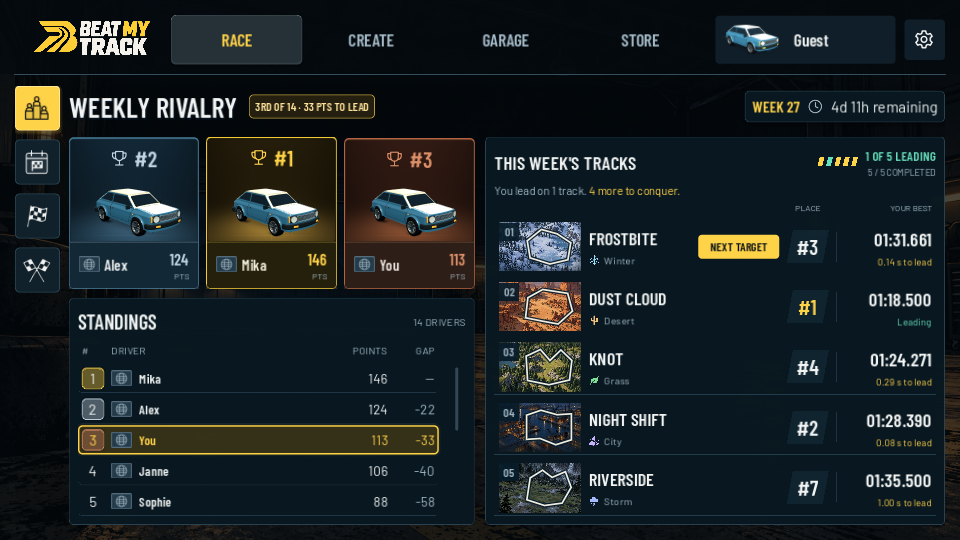 BEAT MY
TRACK
RACE
CREATE
GARAGE
STORE
Guest
WEEKLY RIVALRY
3RD OF 14 · 33 PTS TO LEAD
WEEK 27 4d 11h remaining
#2
Alex 124
PTS
#1
Mika 146
PTS
#3
You 113
PTS
STANDINGS
14 DRIVERS
# DRIVER POINTS GAP
1 Mika 146 —
2 Alex 124 -22
3 You 113 -33
4 Janne 106 -40
5 Sophie 88 -58
THIS WEEK'S TRACKS
1 OF 5 LEADING
5 / 5 COMPLETED
You lead on 1 track. 4 more to conquer.
PLACE YOUR BEST
01 FROSTBITE NEXT TARGET #3 01:31.661
Winter 0.14 s to lead
02 DUST CLOUD #1 01:18.500
Desert Leading
03 KNOT #4 01:24.271
Grass 0.29 s to lead
04 NIGHT SHIFT #2 01:28.390
City 0.08 s to lead
05 RIVERSIDE #7 01:35.500
Storm 1.00 s to lead